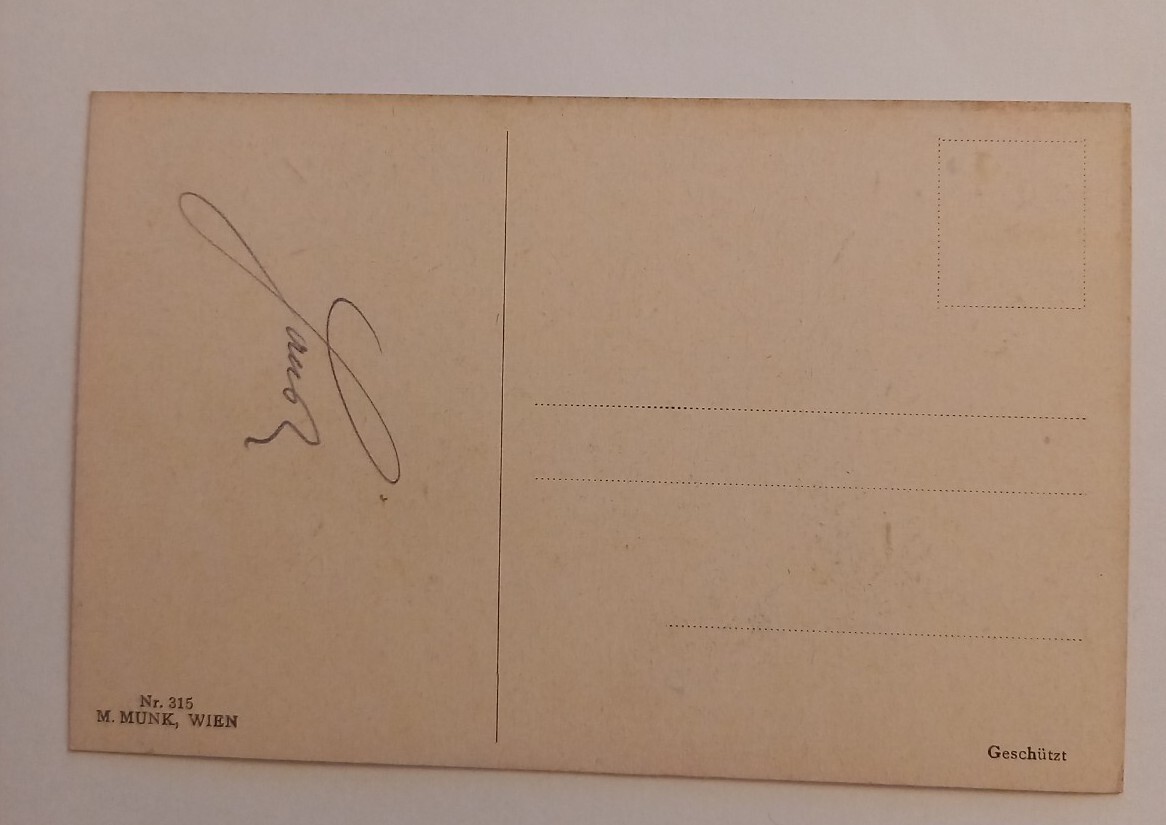 Nr. 315
M. MUNK, WIEN
Geschützt